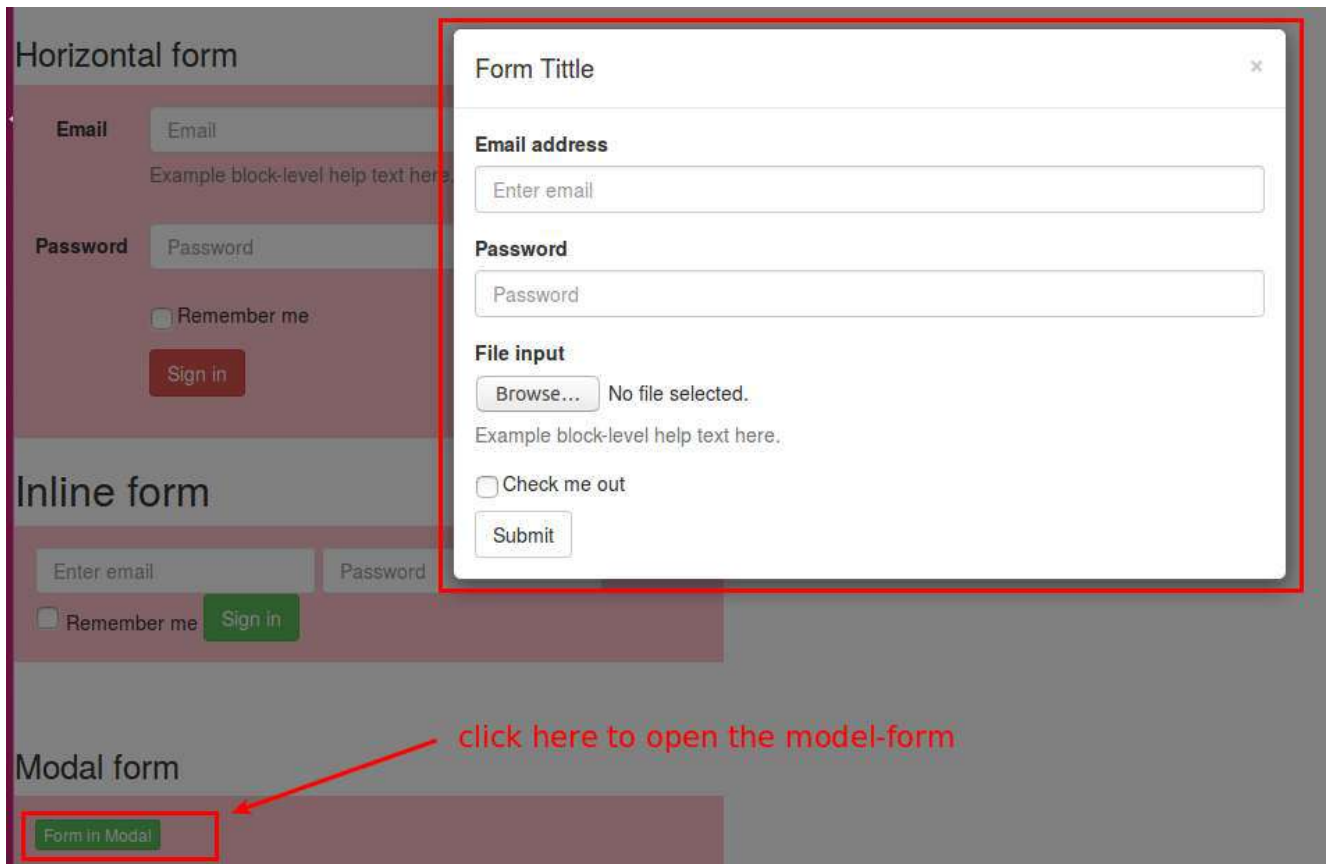 Horizontal form
Email
Email
Example block-level help text here.
Password
Password
Remember me
Sign in
Form Tittle
×
Email address
Enter email
Password
Password
File input
Browse... No file selected.
Example block-level help text here.
Check me out
Submit
Inline form
Enter email
Password
Remember me
Sign in
click here to open the model-form
Modal form
Form in Modal